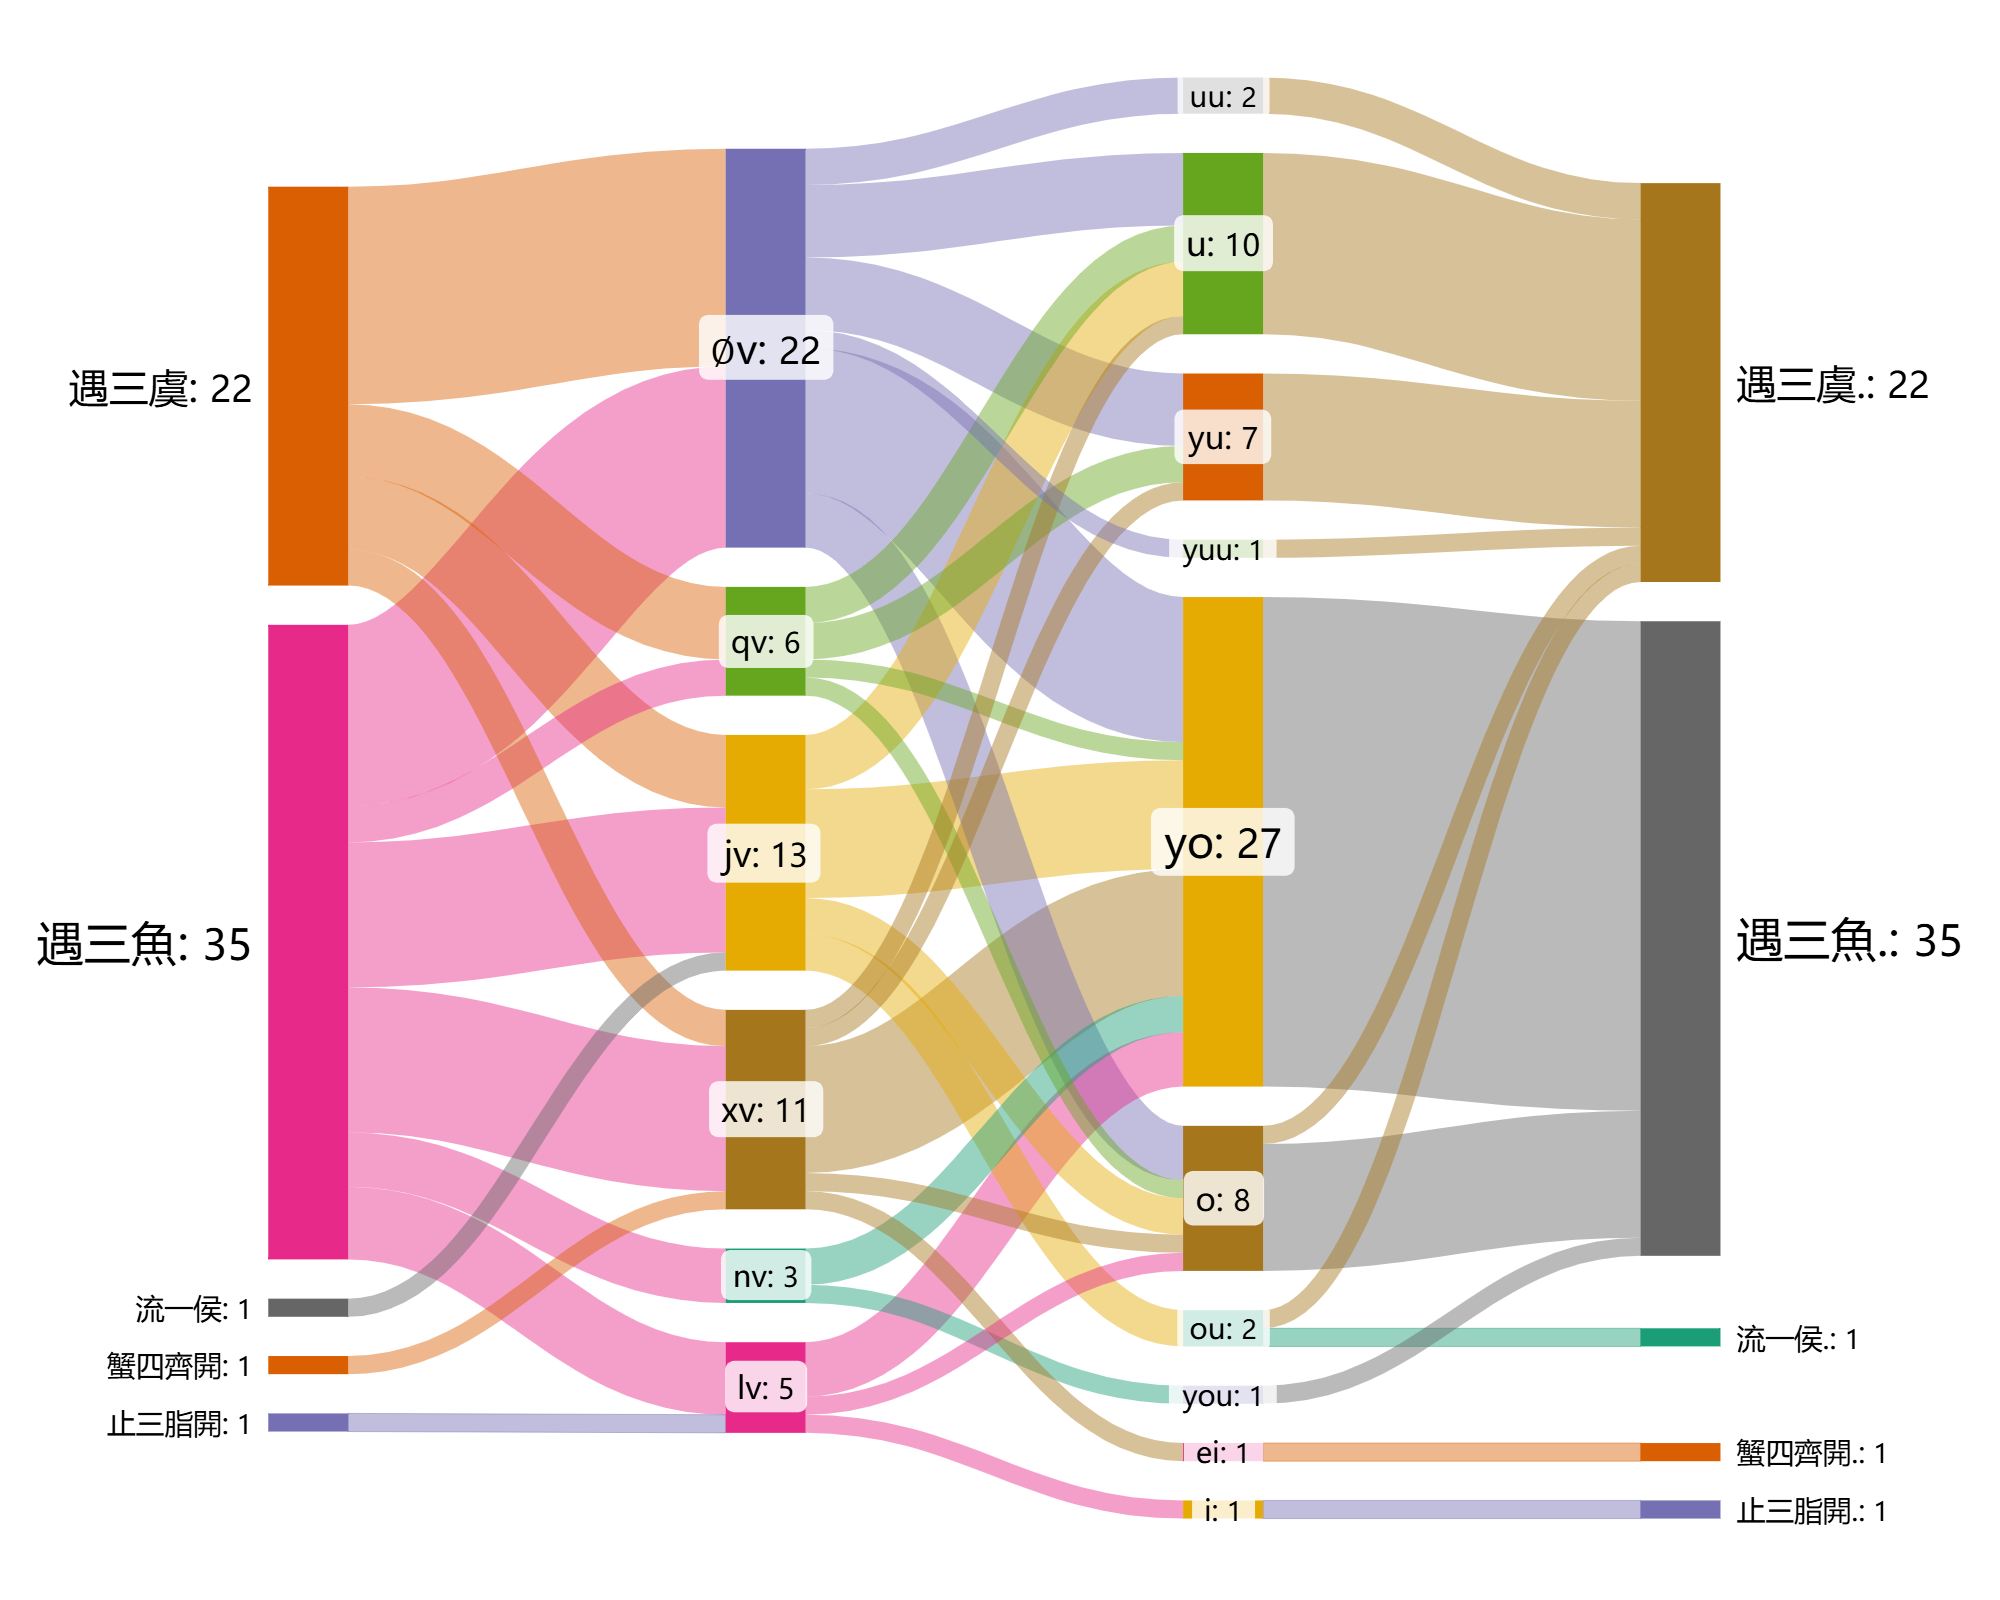 遇三虞: 22
遇三魚: 35
流一侯: 1
蟹四齊開: 1
止三脂開: 1
∅v: 22
qv: 6
jv: 13
xv: 11
nv: 3
lv: 5
uu: 2
u: 10
yu: 7
yuu: 1
yo: 27
o: 8
ou: 2
you: 1
ei: 1
i: 1
遇三虞.: 22
遇三魚.: 35
流一侯.: 1
蟹四齊開.: 1
止三脂開.: 1